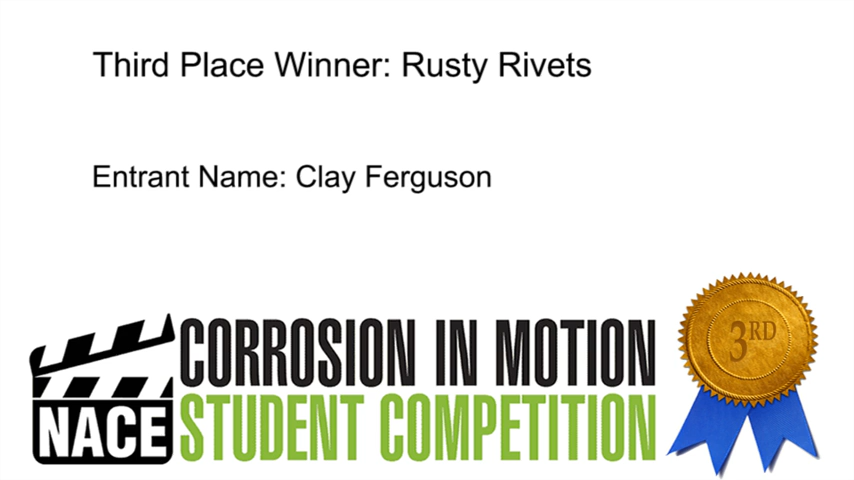 Third Place Winner: Rusty Rivets
Entrant Name: Clay Ferguson
CORROSION IN MOTION
NACE STUDENT COMPETITION
3RD